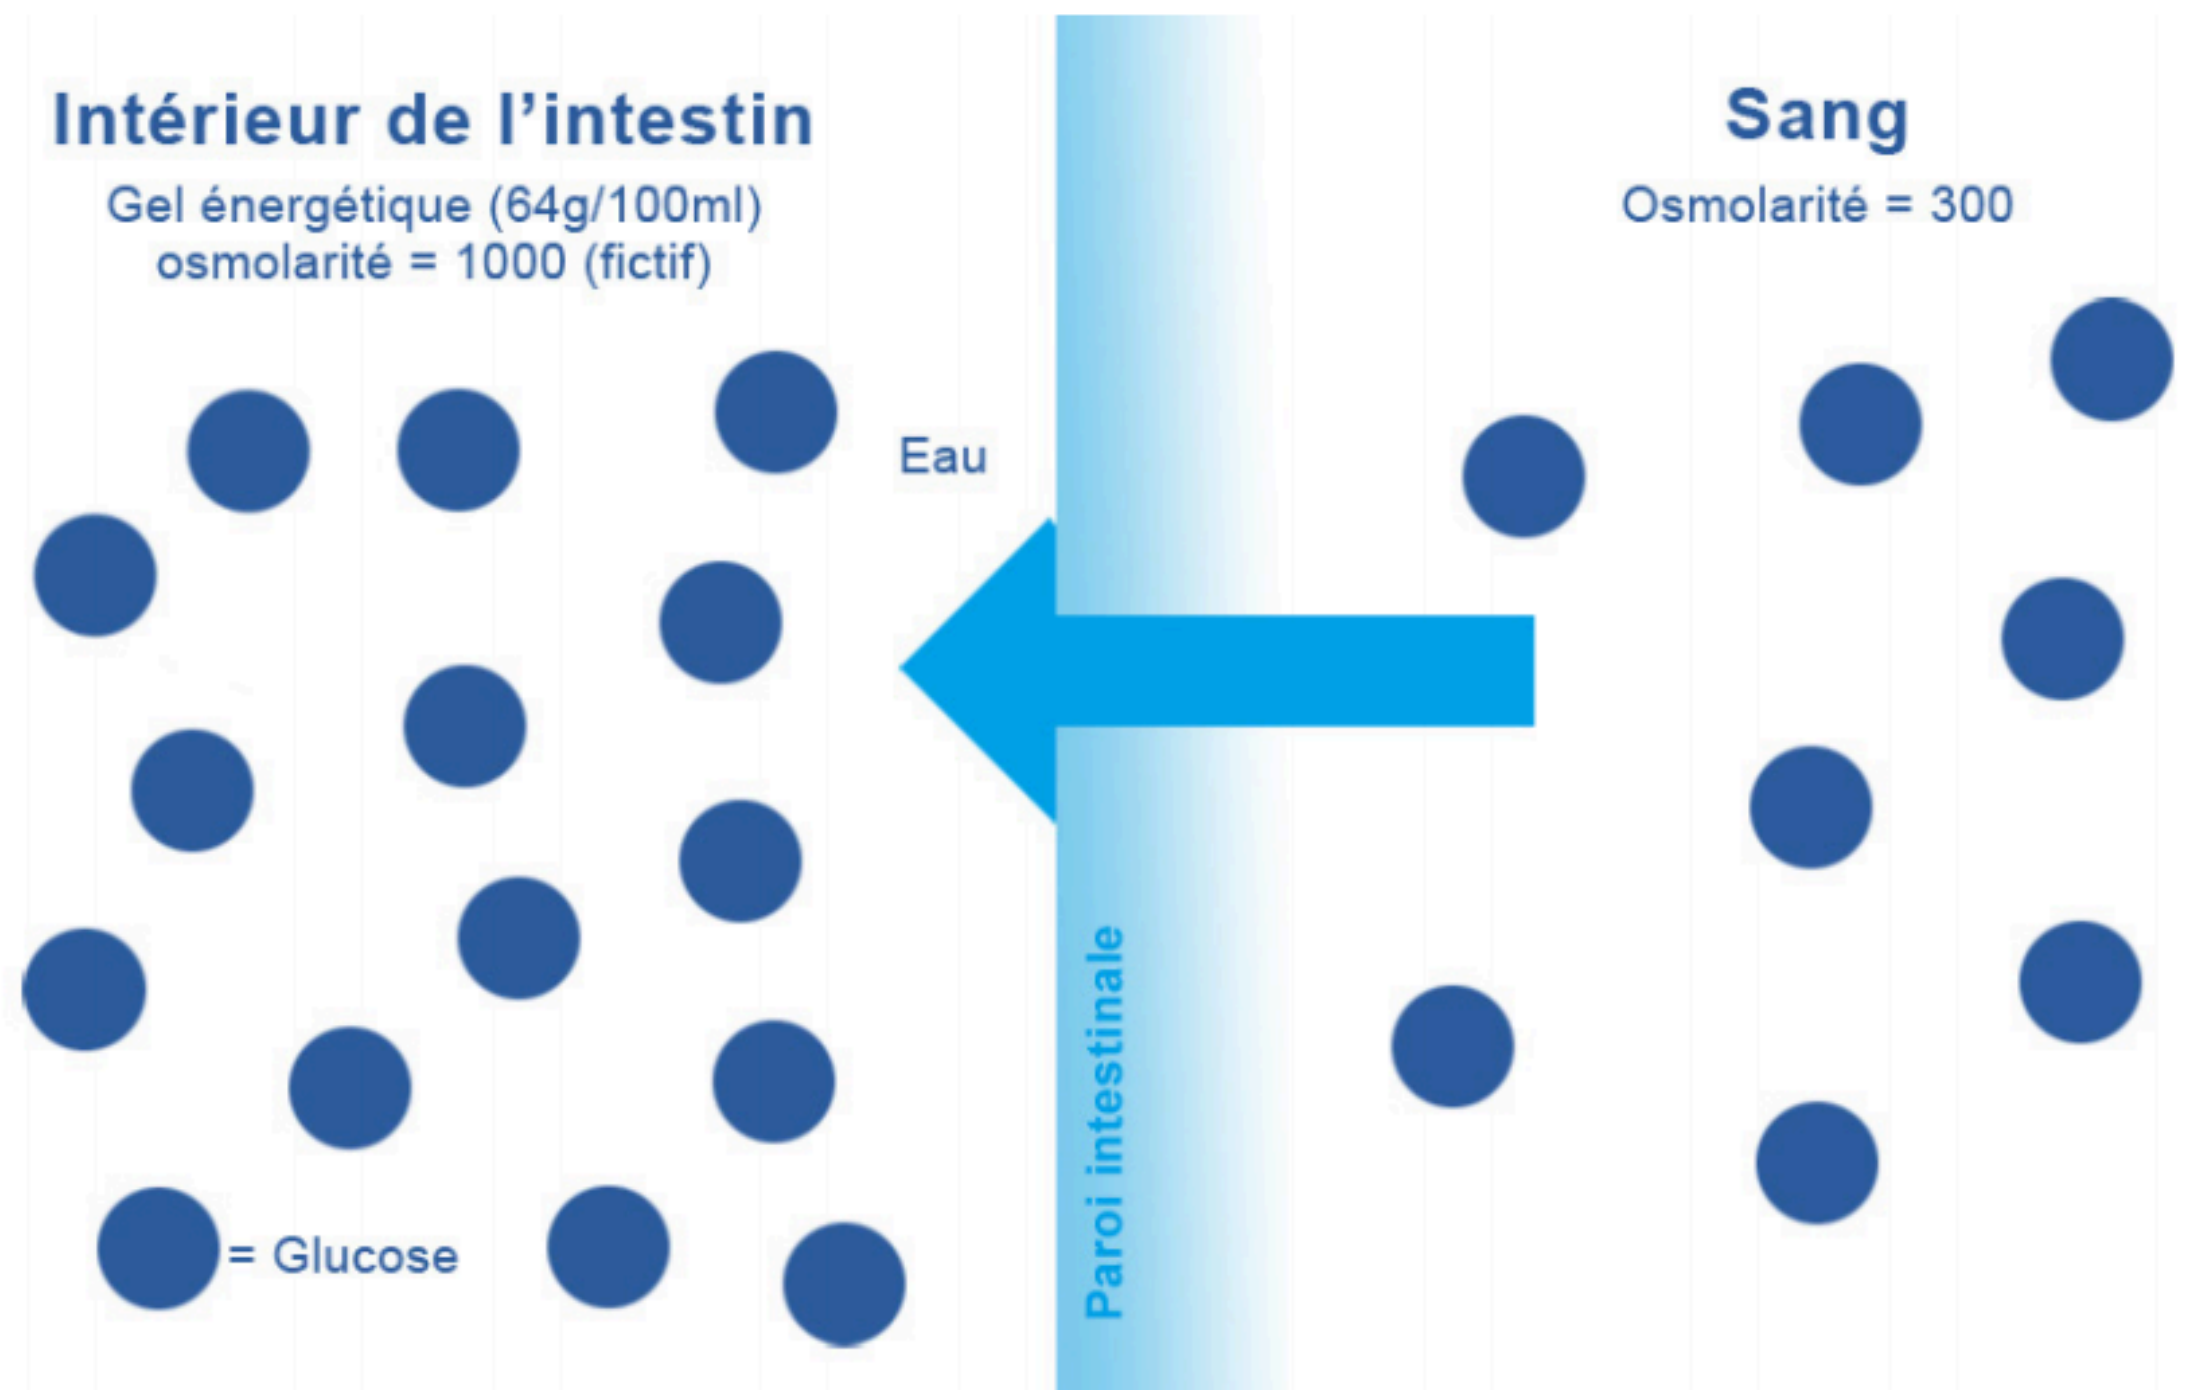 Intérieur de l’intestin
Gel énergétique (64g/100ml)
osmolarité = 1000 (fictif)
Sang
Osmolarité = 300
Eau
Paroi intestinale
= Glucose